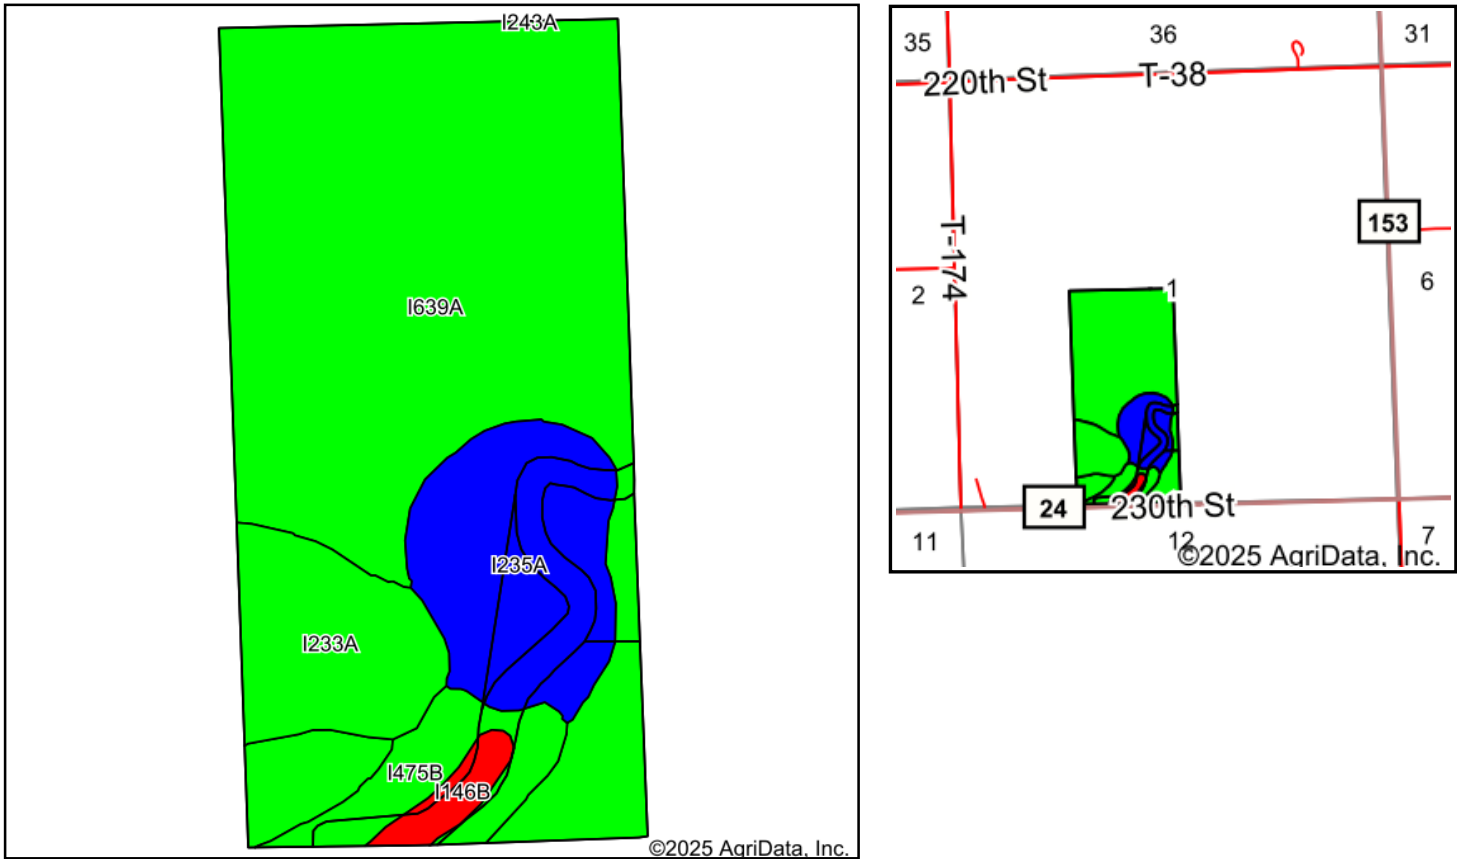 I243A
I639A
I235A
I233A
I475B
I146B
©2025 AgriData, Inc.
35
36
31
220th St
T-38
T-174
153
2
1
6
24
230th St
11
12
7
©2025 AgriData, Inc.